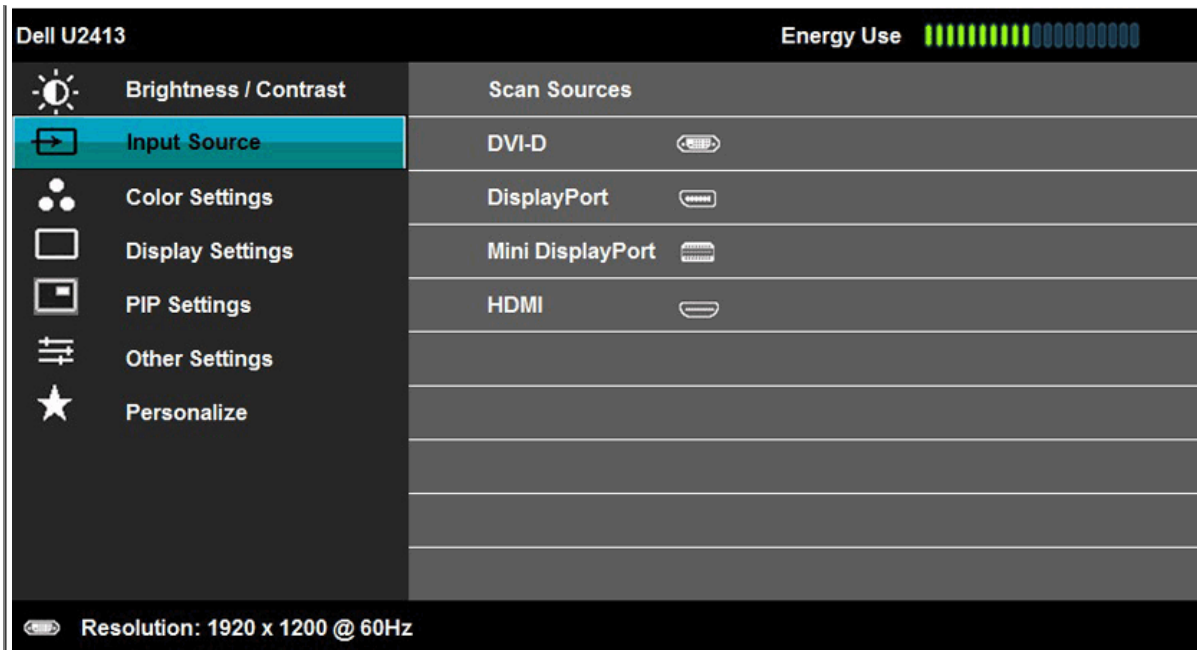 Dell U2413 Energy Use
Brightness / Contrast Scan Sources
Input Source DVI-D
Color Settings DisplayPort
Display Settings Mini DisplayPort
PIP Settings HDMI
Other Settings
Personalize
Resolution: 1920 x 1200 @ 60Hz